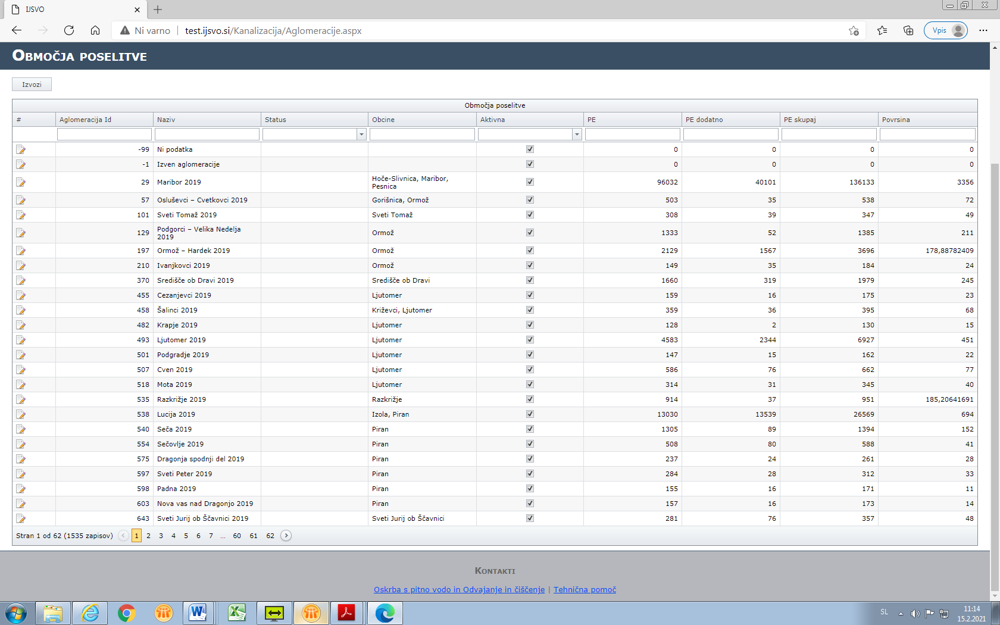 IJSVO
Ni varno | test.ijsvo.si/Kanalizacija/Aglomeracije.aspx
Vpis
Območja poselitve
Izvozi
Območja poselitve
# Aglomeracija Id Naziv Status Obcine Aktivna PE PE dodatno PE skupaj Povrsina
-99 Ni podatka 0 0 0 0
-1 Izven aglomeracije 0 0 0 0
29 Maribor 2019 Hoče-Slivnica, Maribor, Pesnica 96032 40101 136133 3356
57 Osluševci – Cvetkovci 2019 Gorišnica, Ormož 503 35 538 72
101 Sveti Tomaž 2019 Sveti Tomaž 308 39 347 49
129 Podgorci – Velika Nedelja 2019 Ormož 1333 52 1385 211
197 Ormož – Hardek 2019 Ormož 2129 1567 3696 178,88782409
210 Ivanjkovci 2019 Ormož 149 35 184 24
370 Središče ob Dravi 2019 Središče ob Dravi 1660 319 1979 245
455 Cezanjevci 2019 Ljutomer 159 16 175 23
458 Šalinci 2019 Križevci, Ljutomer 359 36 395 68
482 Krapje 2019 Ljutomer 128 2 130 15
493 Ljutomer 2019 Ljutomer 4583 2344 6927 451
501 Podgradje 2019 Ljutomer 147 15 162 22
507 Cven 2019 Ljutomer 586 76 662 77
518 Mota 2019 Ljutomer 314 31 345 40
535 Razkrižje 2019 Razkrižje 914 37 951 185,20641691
538 Lucija 2019 Izola, Piran 13030 13539 26569 694
540 Seča 2019 Piran 1305 89 1394 152
554 Sečovlje 2019 Piran 508 80 588 41
575 Dragonja spodnji del 2019 Piran 237 24 261 28
597 Sveti Peter 2019 Piran 284 28 312 33
598 Padna 2019 Piran 155 16 171 11
603 Nova vas nad Dragonjo 2019 Piran 157 16 173 14
643 Sveti Jurij ob Ščavnici 2019 Sveti Jurij ob Ščavnici 281 76 357 48
Stran 1 od 62 (1535 zapisov) 1 2 3 4 5 6 7 ... 60 61 62
Kontakti
Oskrba s pitno vodo in Odvajanje in čiščenje | Tehnična pomoč
SL
11:14
15.2.2021